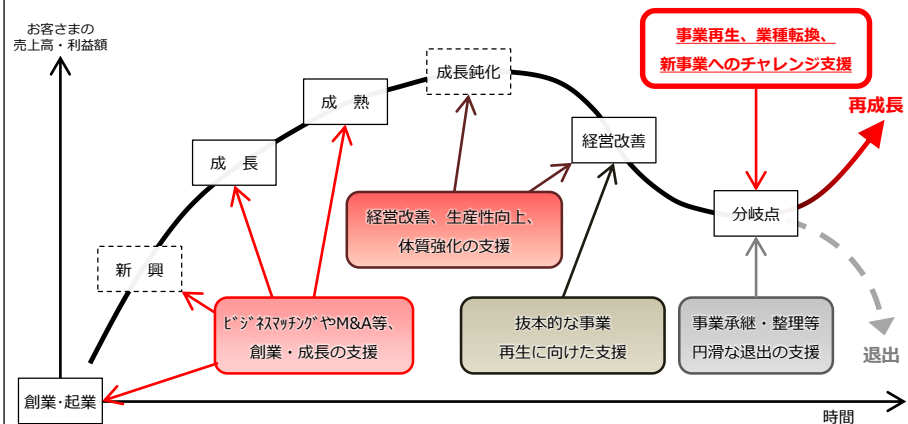 お客さまの
売上高・利益額
事業再生、業種転換、
新事業へのチャレンジ支援
成長鈍化
再成長
成　熟
経営改善
成　長
経営改善、生産性向上、
体質強化の支援
分岐点
新　興
ﾋﾞｼﾞﾈｽﾏｯﾁﾝｸﾞやM&A等、
創業・成長の支援
抜本的な事業
再生に向けた支援
事業承継・整理等
円滑な退出の支援
退出
創業・起業
時間